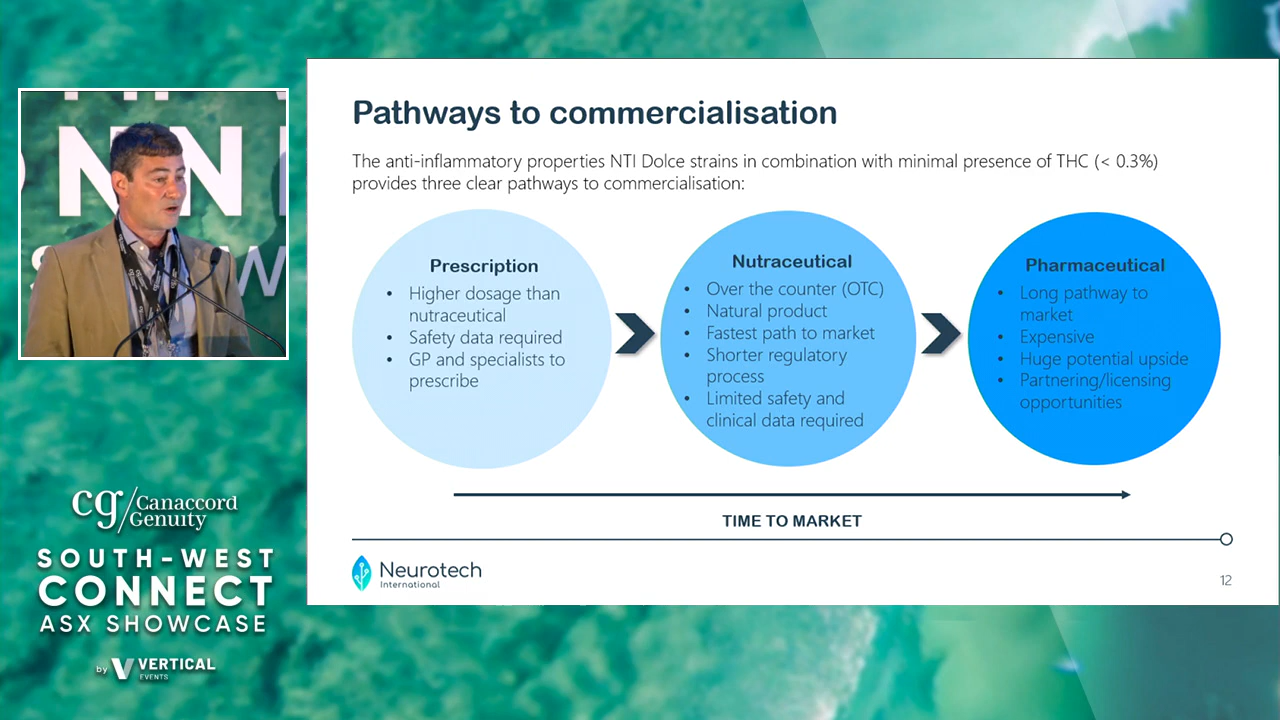 Pathways to commercialisation
The anti-inflammatory properties NTI Dolce strains in combination with minimal presence of THC (< 0.3%)
provides three clear pathways to commercialisation:
Prescription
• Higher dosage than
nutraceutical
• Safety data required
• GP and specialists to
prescribe
Nutraceutical
• Over the counter (OTC)
• Natural product
• Fastest path to market
• Shorter regulatory
process
• Limited safety and
clinical data required
Pharmaceutical
• Long pathway to
market
• Expensive
• Huge potential upside
• Partnering/licensing
opportunities
TIME TO MARKET
Neurotech
International
12
NN
cg/Canaccord
Genuity
SOUTH-WEST
CONNECT
ASX SHOWCASE
by VERTICAL
EVENTS